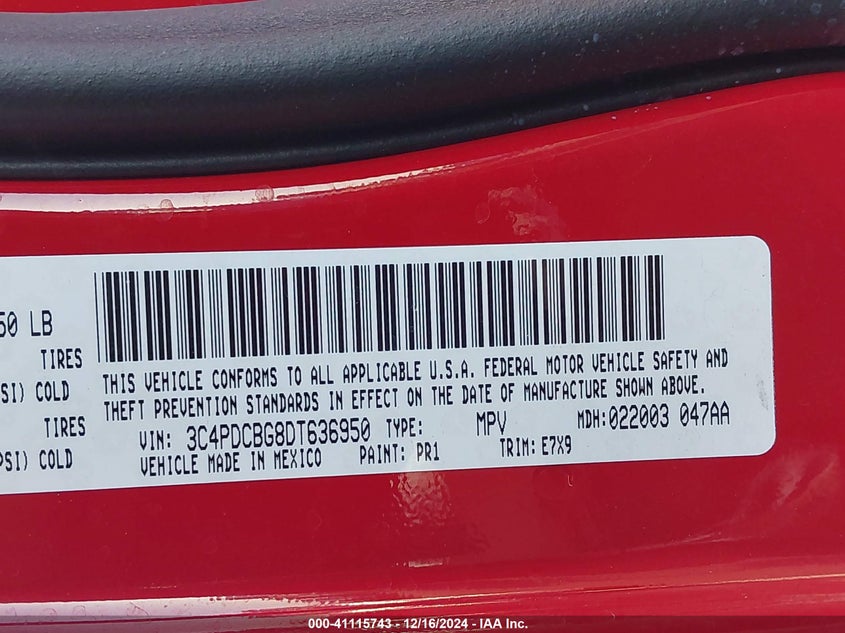 50 LB
TIRES
SI) COLD
TIRES
PSI) COLD
THIS VEHICLE CONFORMS TO ALL APPLICABLE U.S.A. FEDERAL MOTOR VEHICLE SAFETY AND
THEFT PREVENTION STANDARDS IN EFFECT ON THE DATE OF MANUFACTURE SHOWN ABOVE.
VIN: 3C4PDCBG8DT636950 TYPE: MPV MDH:022003 047AA
VEHICLE MADE IN MEXICO PAINT: PR1 TRIM: E7X9
000-41115743 - 12/16/2024 - IAA Inc.